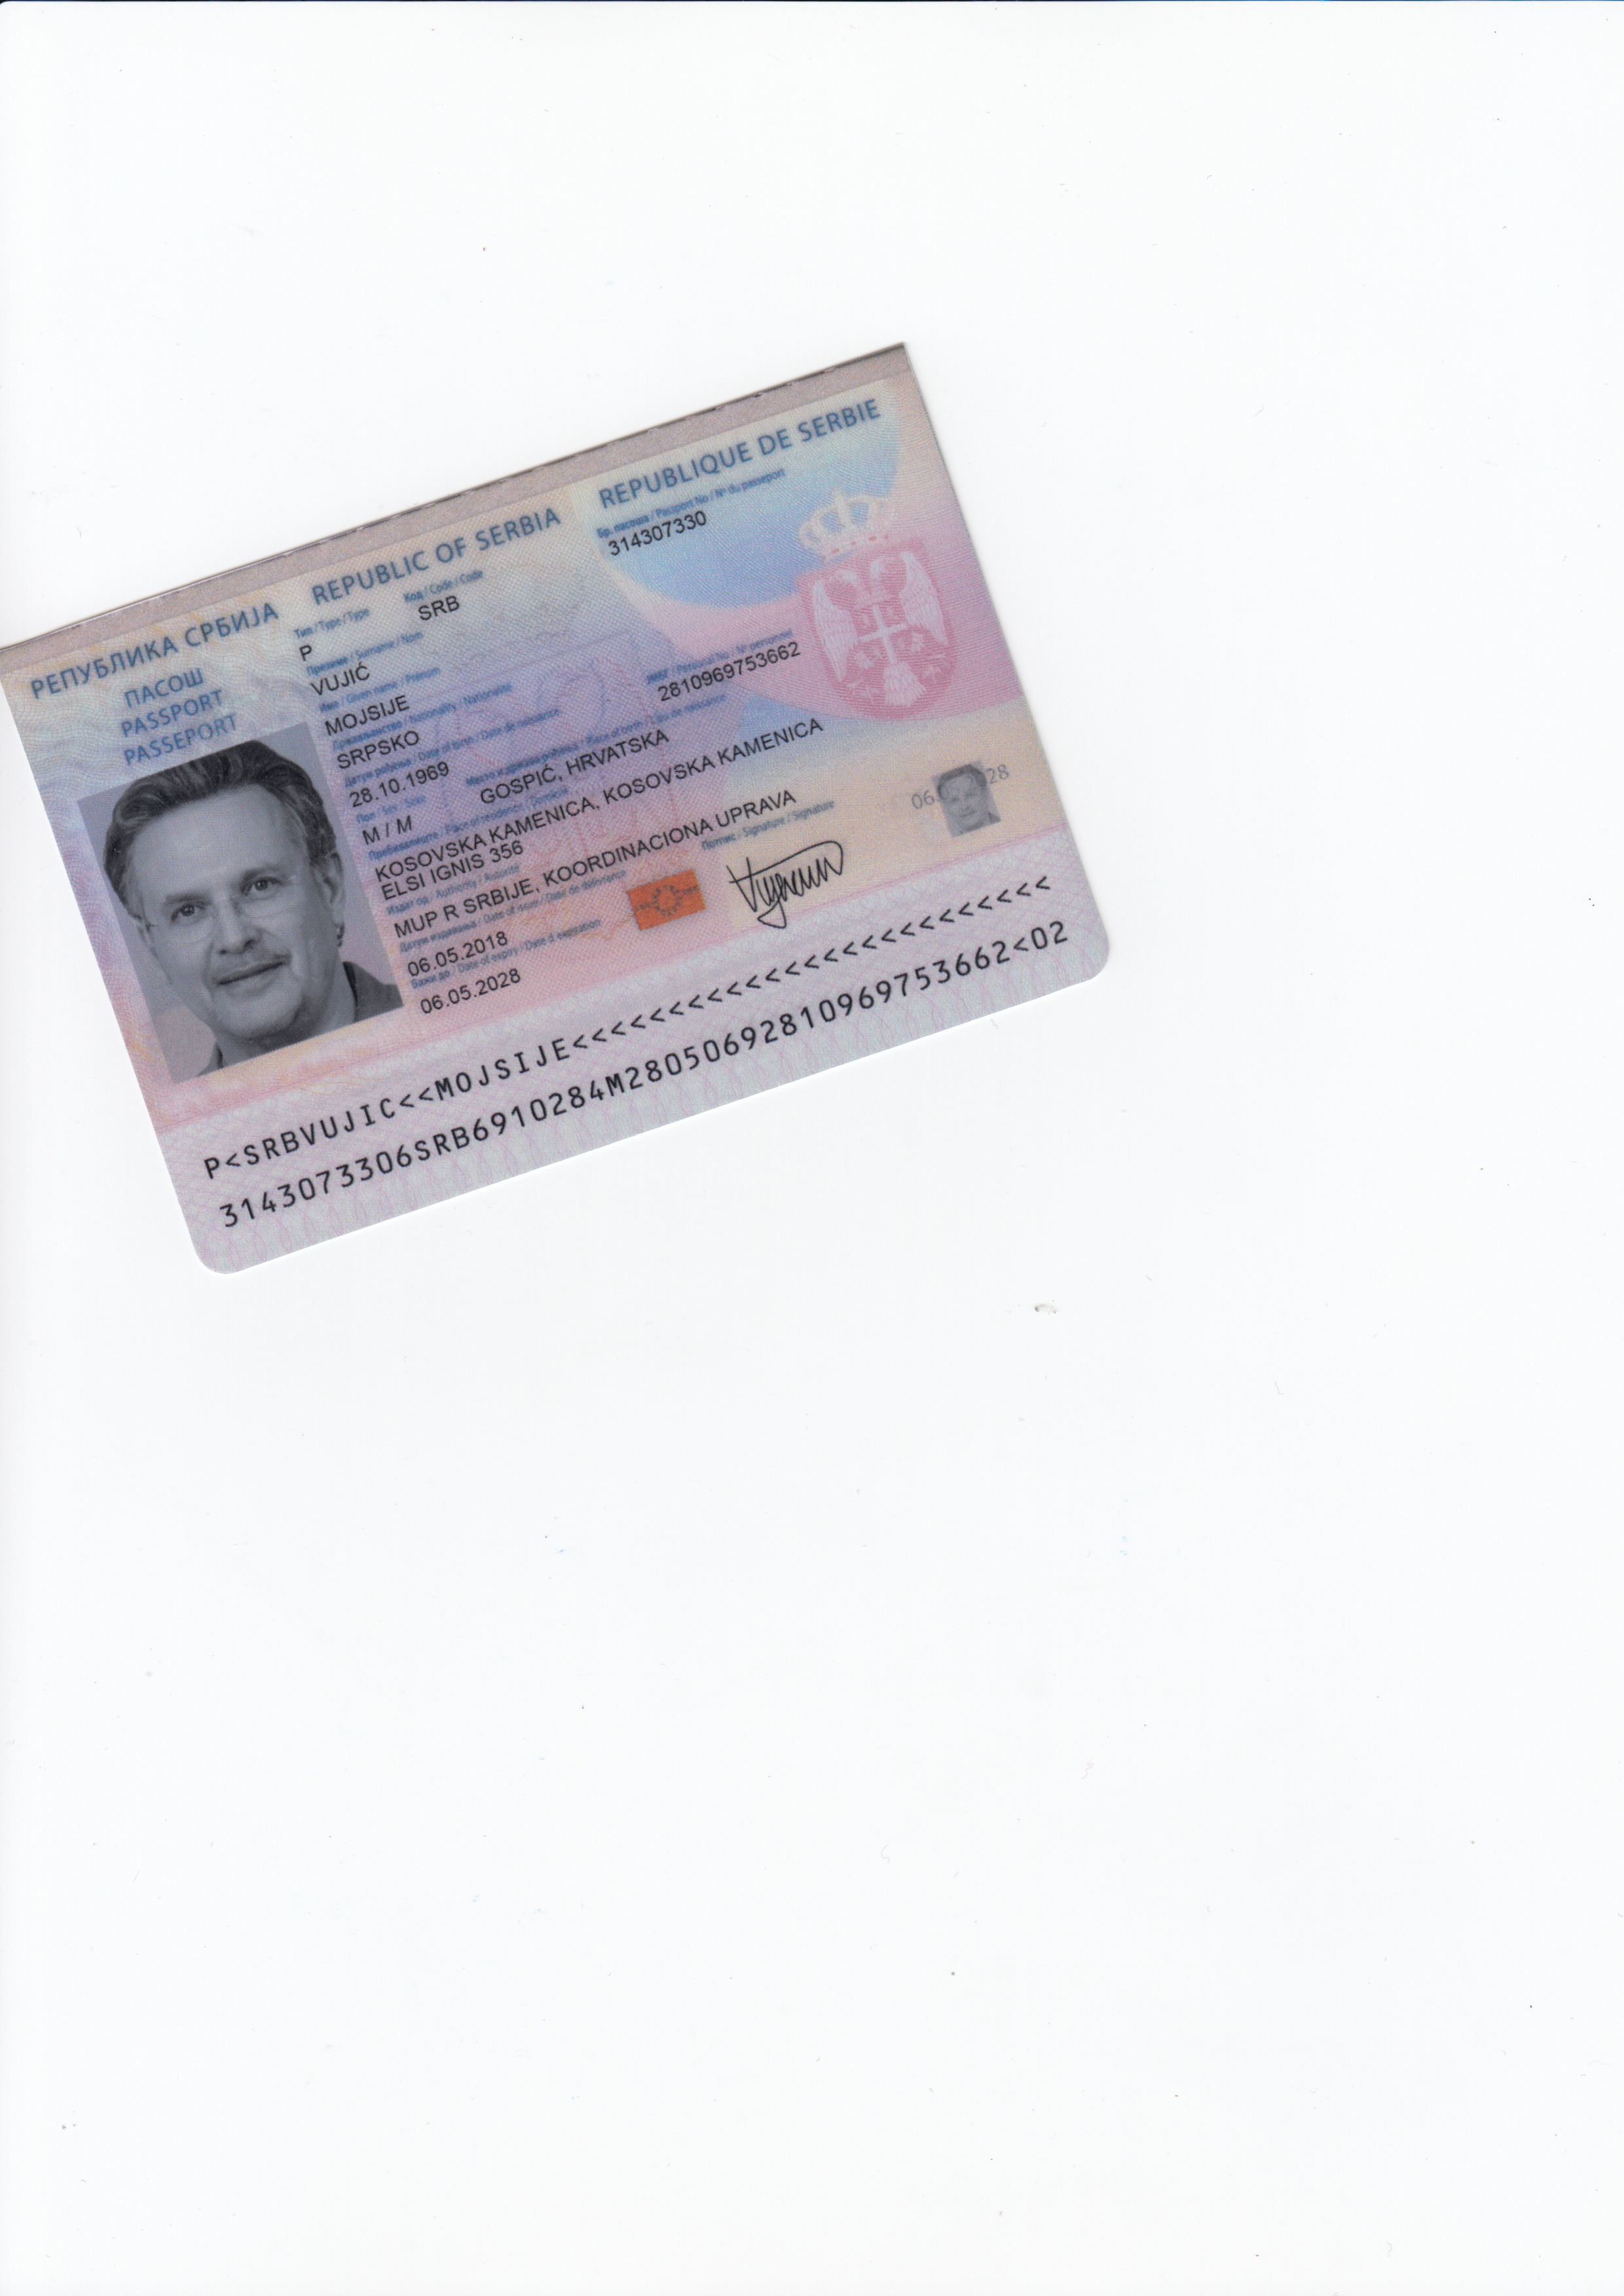 РЕПУБЛИКА СРБИЈА REPUBLIC OF SERBIA REPUBLIQUE DE SERBIE
ПАСОШ
PASSPORT
PASSEPORT
Тип / Type / Type Код / Code / Code Бр. пасоша / Passport No / Nº du passeport
P SRB 314307330
Презиме / Surname / Nom
VUJIĆ
Име / Given name / Prénom
MOJSIJE
Држављанство / Nationality / Nationalité ЈМБГ / Personal No / Nº personnel
SRPSKO 2810969753662
Датум рођења / Date of birth / Date de naissance Место и држава рођења / Place of birth / Lieu de naissance
28.10.1969 GOSPIĆ, HRVATSKA
Пол / Sex / Sexe
M / M
Пребивалиште / Place of residence / Domicile
KOSOVSKA KAMENICA, KOSOVSKA KAMENICA
ELSI IGNIS 356
Издат од / Authority / Autorité
MUP R SRBIJE, KOORDINACIONA UPRAVA
Датум издавања / Date of issue / Date de délivrance Потпис / Signature / Signature
06.05.2018
Важи до / Date of expiry / Date d'expiration
06.05.2028
P<SRBVUJIC<<MOJSIJE<<<<<<<<<<<<<<<<<<<<<<<<<
3143073306SRB6910284M28050692810969753662<02